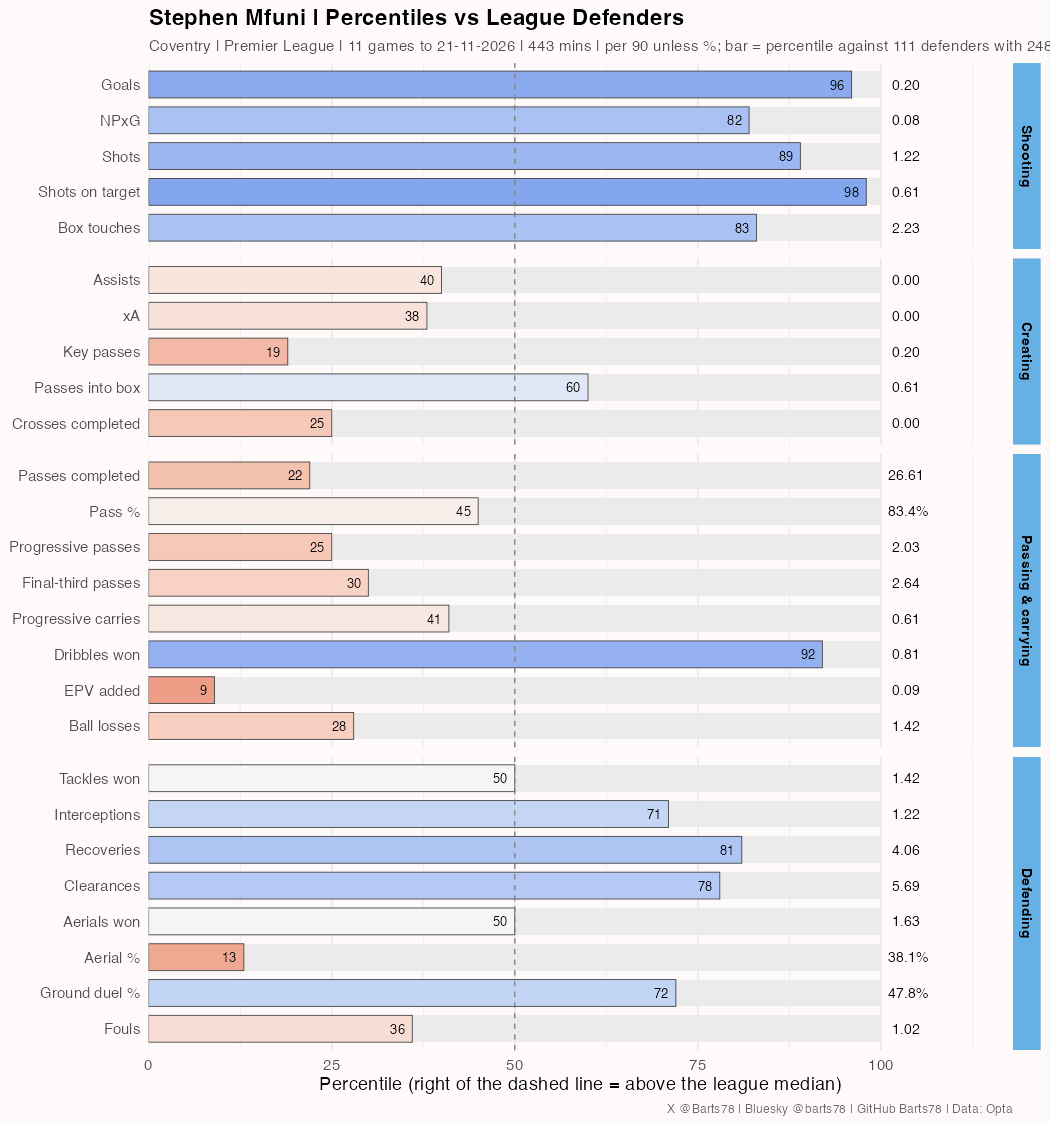 Stephen Mfuni | Percentiles vs League Defenders
Coventry | Premier League | 11 games to 21-11-2026 | 443 mins | per 90 unless %; bar = percentile against 111 defenders with 248
Shooting
Goals 96 0.20
NPxG 82 0.08
Shots 89 1.22
Shots on target 98 0.61
Box touches 83 2.23
Creating
Assists 40 0.00
xA 38 0.00
Key passes 19 0.20
Passes into box 60 0.61
Crosses completed 25 0.00
Passing & carrying
Passes completed 22 26.61
Pass % 45 83.4%
Progressive passes 25 2.03
Final-third passes 30 2.64
Progressive carries 41 0.61
Dribbles won 92 0.81
EPV added 9 0.09
Ball losses 28 1.42
Defending
Tackles won 50 1.42
Interceptions 71 1.22
Recoveries 81 4.06
Clearances 78 5.69
Aerials won 50 1.63
Aerial % 13 38.1%
Ground duel % 72 47.8%
Fouls 36 1.02
0 25 50 75 100
Percentile (right of the dashed line = above the league median)
X @Barts78 | Bluesky @barts78 | GitHub Barts78 | Data: Opta